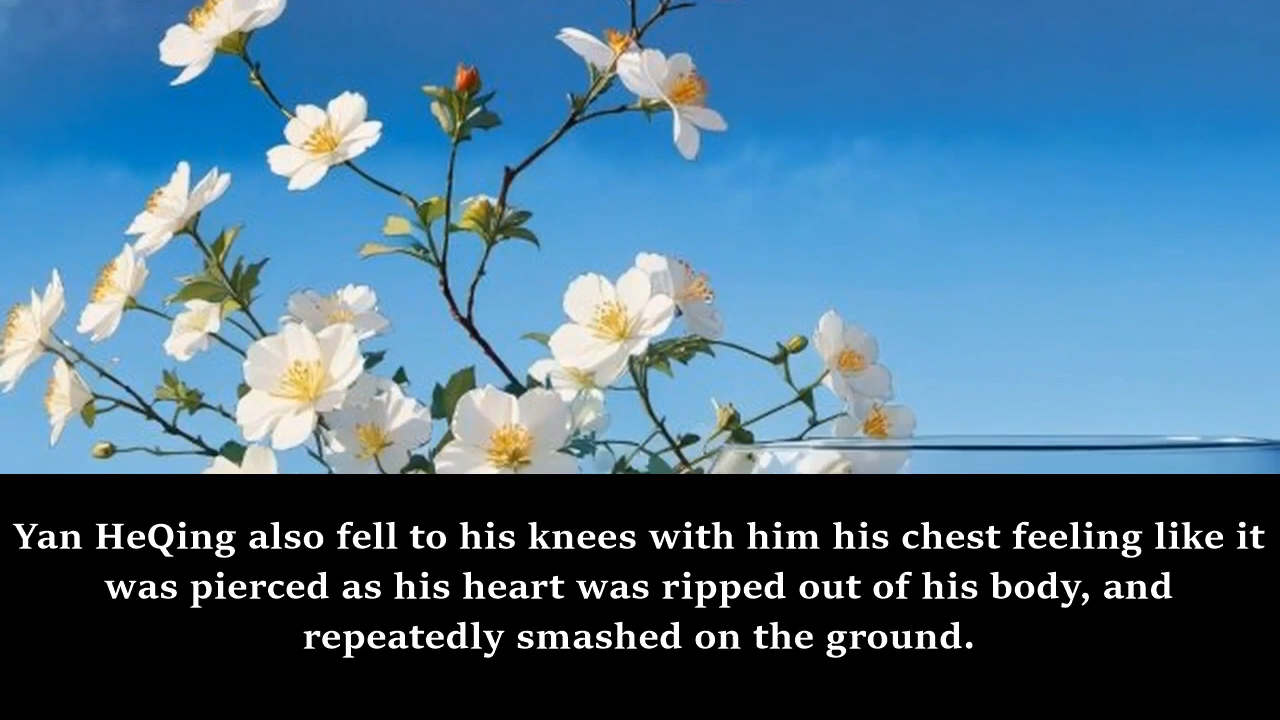 Yan HeQing also fell to his knees with him his chest feeling like it
was pierced as his heart was ripped out of his body, and
repeatedly smashed on the ground.